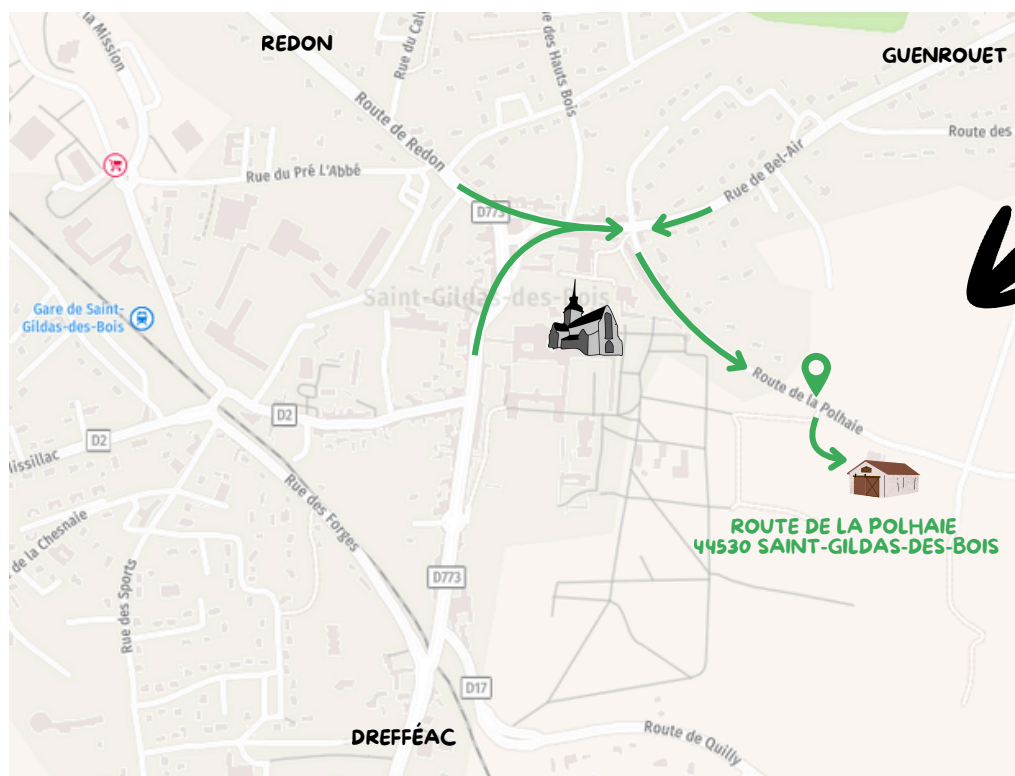 la Mission
REDON
Rue du Cal
e des Hauts Bois
GUENROUET
Route de Redon
Route des
Rue de Bel-Air
Rue du Pré L'Abbé
D773
Saint-Gildas-des-Bois
Gare de Saint-
Gildas-des-Bois
Route de la Polhaie
D2
D2
issillac
ROUTE DE LA POLHAIE
44530 SAINT-GILDAS-DES-BOIS
Rue des Forges
de la Chesnaie
Rue des Sports
D773
D17
DREFFÉAC
Route de Quilly